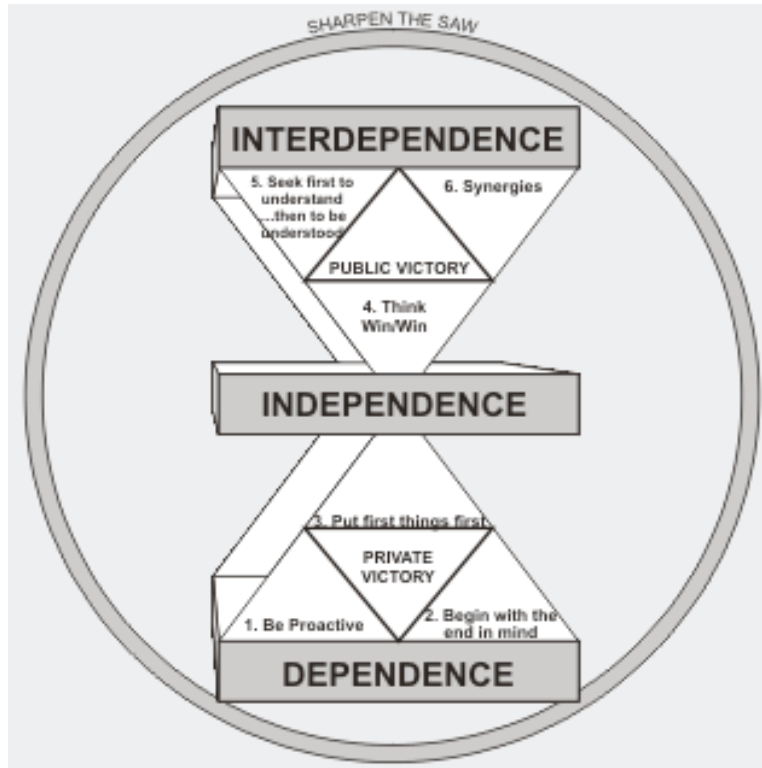 SHARPEN THE SAW
INTERDEPENDENCE
5. Seek first to
understand
...then to be
understood
6. Synergies
PUBLIC VICTORY
4. Think
Win/Win
INDEPENDENCE
3. Put first things first
PRIVATE
VICTORY
1. Be Proactive
2. Begin with the
end in mind
DEPENDENCE